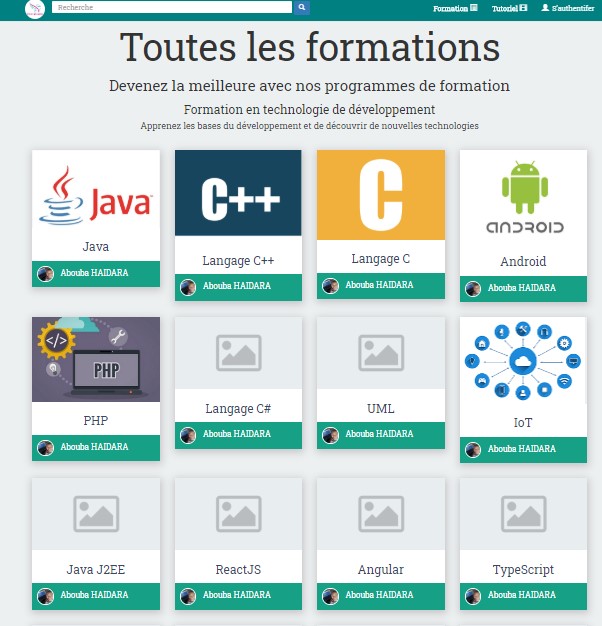 Recherche
Formation
Tutoriel
S'authentifer
Toutes les formations
Devenez la meilleure avec nos programmes de formation
Formation en technologie de développement
Apprenez les bases du développement et de découvrir de nouvelles technologies
Java
Java
Abouba HAIDARA
C++
Langage C++
Abouba HAIDARA
C
Langage C
Abouba HAIDARA
ANDROID
Android
Abouba HAIDARA
</>
PHP
PHP
Abouba HAIDARA
Langage C#
Abouba HAIDARA
UML
Abouba HAIDARA
IoT
Abouba HAIDARA
Java J2EE
Abouba HAIDARA
ReactJS
Abouba HAIDARA
Angular
Abouba HAIDARA
TypeScript
Abouba HAIDARA